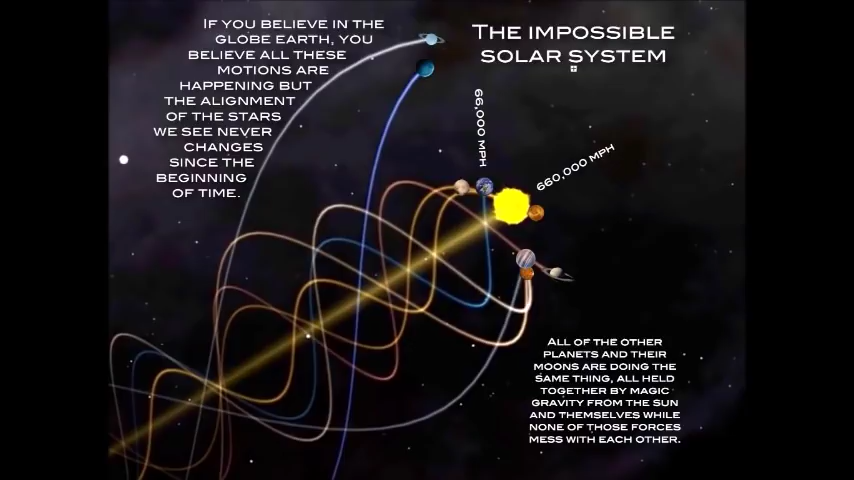 If you believe in the
globe earth, you
believe all these
motions are
happening but
the alignment
of the stars
we see never
changes
since the
beginning
of time.
The impossible
solar system
66,000 mph
660,000 mph
All of the other
planets and their
moons are doing the
same thing, all held
together by magic
gravity from the sun
and themselves while
none of those forces
mess with each other.